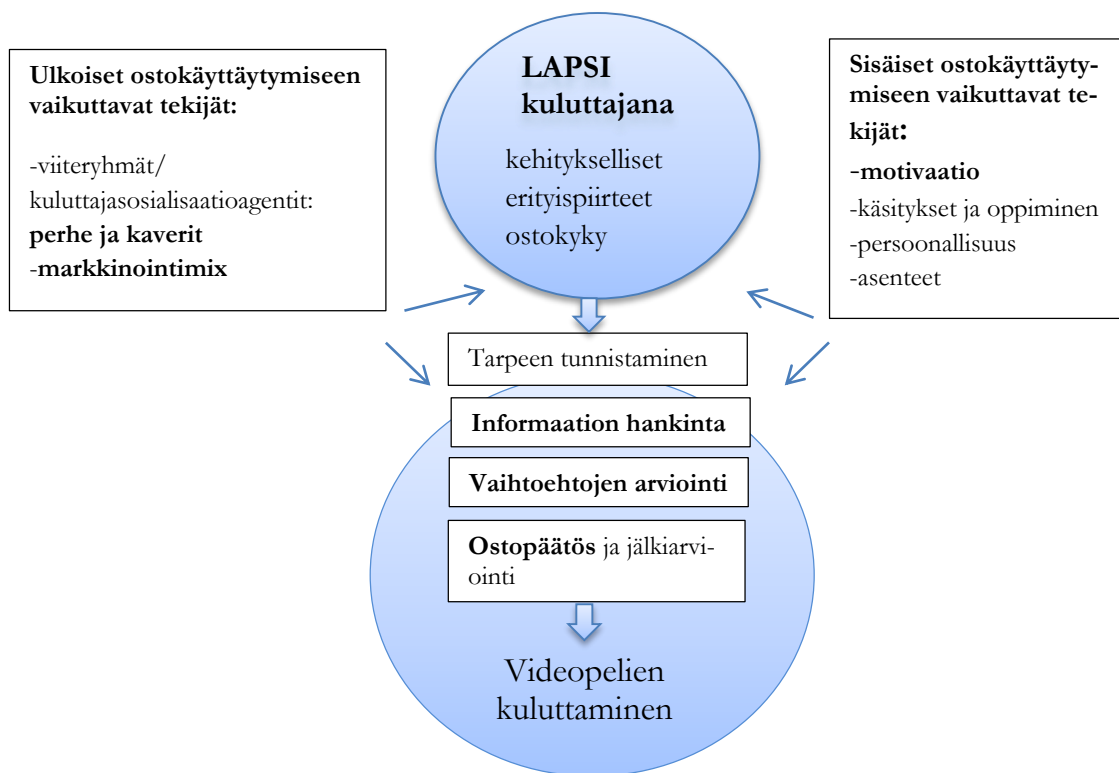 Ulkoiset ostokäyttäytymiseen
vaikuttavat tekijät:
-viiteryhmät/
kuluttajasosialisaatioagentit:
perhe ja kaverit
-markkinointimix
LAPSI
kuluttajana
kehitykselliset
erityispiirteet
ostokyky
Sisäiset ostokäyttäyty-
miseen vaikuttavat te-
kijät:
-motivaatio
-käsitykset ja oppiminen
-persoonallisuus
-asenteet
Tarpeen tunnistaminen
Informaation hankinta
Vaihtoehtojen arviointi
Ostopäätös ja jälkiarvi-
ointi
Videopelien
kuluttaminen